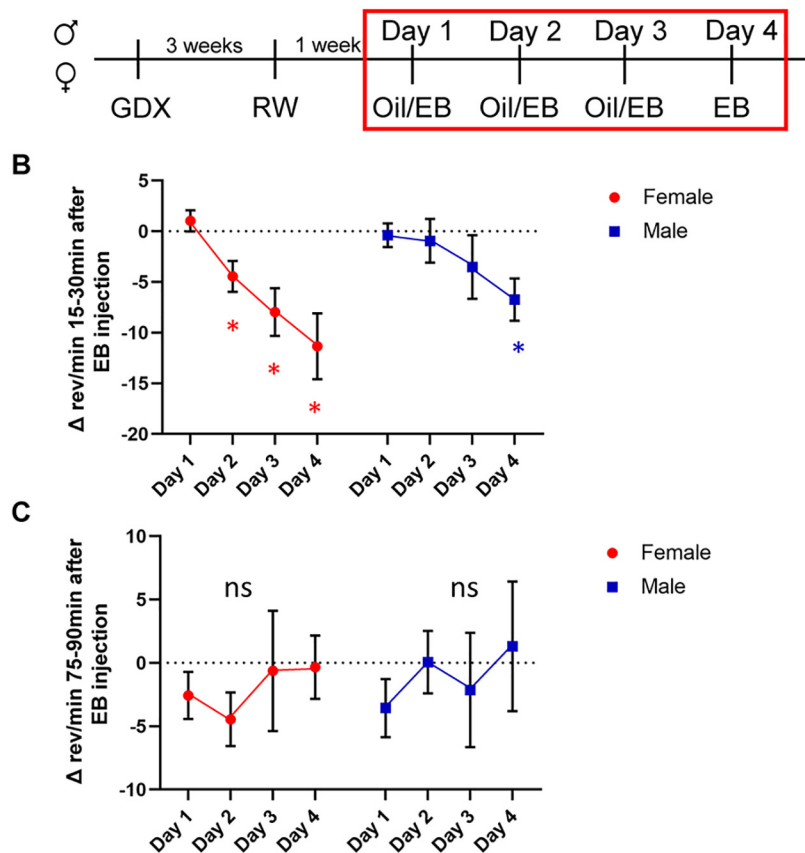 ♂
♀
3 weeks
1 week
Day 1 Day 2 Day 3 Day 4
GDX RW Oil/EB Oil/EB Oil/EB EB
B
Δ rev/min 15-30min after
EB injection
5
0
-5
-10
-15
-20
*
*
*
*
Day 1 Day 2 Day 3 Day 4 Day 1 Day 2 Day 3 Day 4
Female
Male
C
Δ rev/min 75-90min after
EB injection
10
5
0
-5
-10
ns ns
Day 1 Day 2 Day 3 Day 4 Day 1 Day 2 Day 3 Day 4
Female
Male